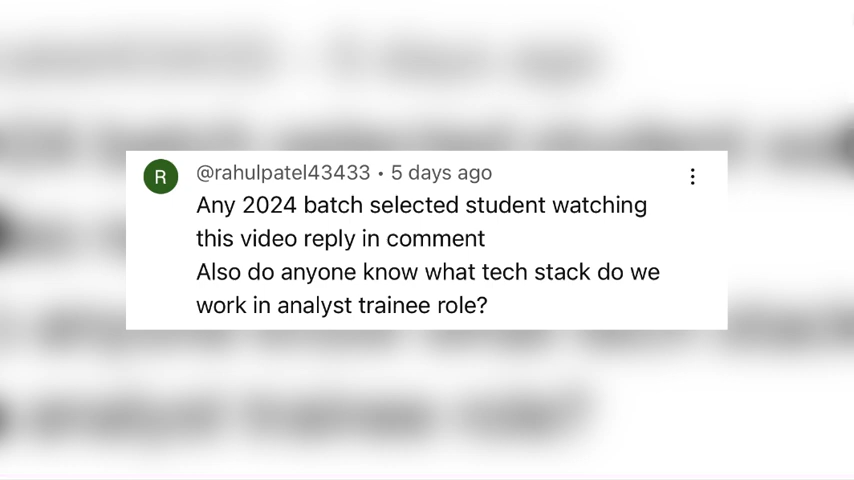 R
@rahulpatel43433 • 5 days ago
Any 2024 batch selected student watching
this video reply in comment
Also do anyone know what tech stack do we
work in analyst trainee role?